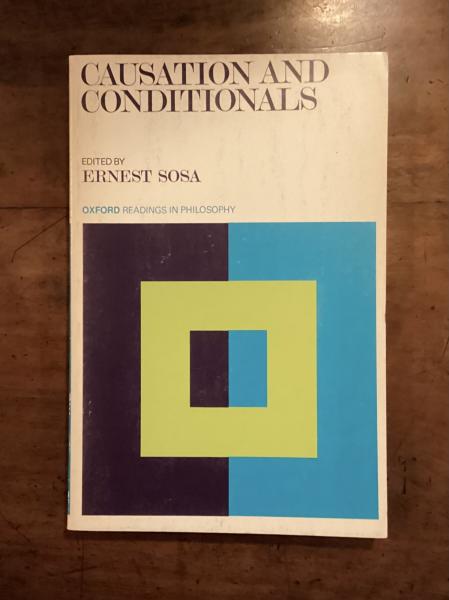 CAUSATION AND
CONDITIONALS
EDITED BY
ERNEST SOSA
OXFORD READINGS IN PHILOSOPHY